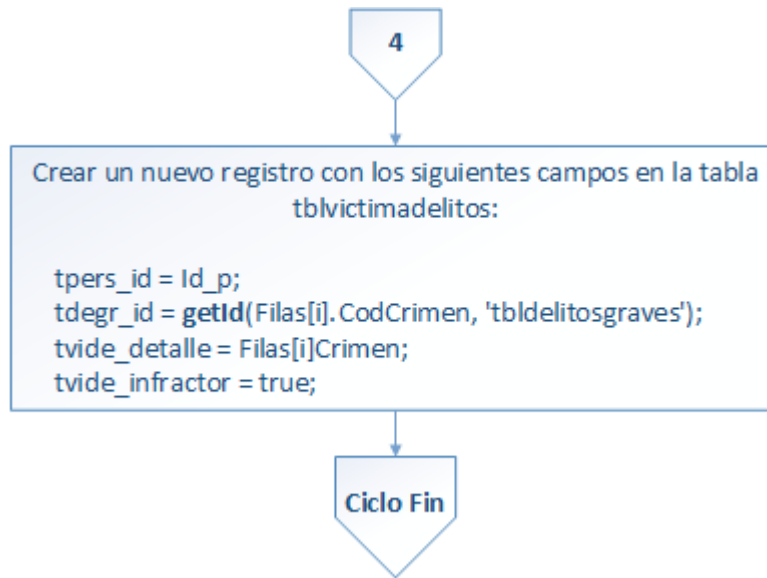 4
Crear un nuevo registro con los siguientes campos en la tabla
tblvictimadelitos:
tpers_id = Id_p;
tdegr_id = getId(Filas[i].CodCrimen, 'tbldelitosgraves');
tvide_detalle = Filas[i]Crimen;
tvide_infractor = true;
Ciclo Fin